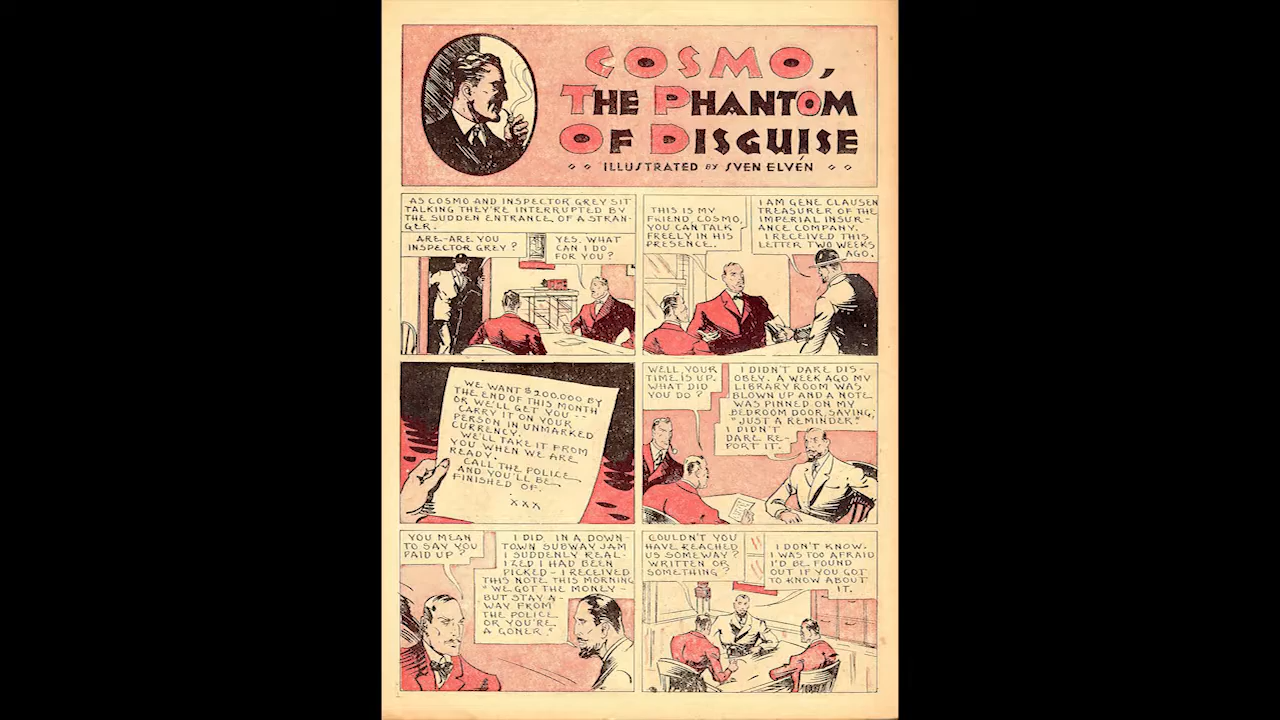 COSMO,
THE PHANTOM
OF DISGUISE
ILLUSTRATED BY SVEN ELVÉN
AS COSMO AND INSPECTOR GREY SIT
TALKING THEY'RE INTERRUPTED BY
THE SUDDEN ENTRANCE OF A STRAN-
GER.
ARE-ARE YOU
INSPECTOR GREY?
YES. WHAT
CAN I DO
FOR YOU?
THIS IS MY
FRIEND, COSMO,
YOU CAN TALK
FREELY IN HIS
PRESENCE.
I AM GENE CLAUSEN
TREASURER OF THE
IMPERIAL INSUR-
ANCE COMPANY.
I RECEIVED THIS
LETTER TWO WEEKS
AGO.
WE WANT $200,000 BY
THE END OF THIS MONTH
OR WE'LL GET YOU --
CARRY IT ON YOUR
PERSON IN UNMARKED
CURRENCY.
WE'LL TAKE IT FROM
YOU WHEN WE ARE
READY.
CALL THE POLICE
AND YOU'LL BE
FINISHED OF.
XXX
WELL, YOUR
TIME IS UP.
WHAT DID
YOU DO?
I DIDN'T DARE DIS-
OBEY. A WEEK AGO MY
LIBRARY ROOM WAS
BLOWN UP AND A NOTE
WAS PINNED ON MY
BEDROOM DOOR, SAYING,
"JUST A REMINDER."
I DIDN'T
DARE RE-
PORT IT.
YOU MEAN
TO SAY YOU
PAID UP?
I DID. IN A DOWN-
TOWN SUBWAY JAM
I SUDDENLY REAL-
IZED I HAD BEEN
PICKED - I RECEIVED
THIS NOTE THIS MORNING
"WE GOT THE MONEY -
BUT STAY A-
WAY FROM
THE POLICE
OR YOU'RE
A GONER."
COULDN'T YOU
HAVE REACHED
US SOMEWAY?
WRITTEN OR
SOMETHING?
I DON'T KNOW.
I WAS TOO AFRAID
I'D BE FOUND
OUT IF YOU GOT
TO KNOW ABOUT
IT.